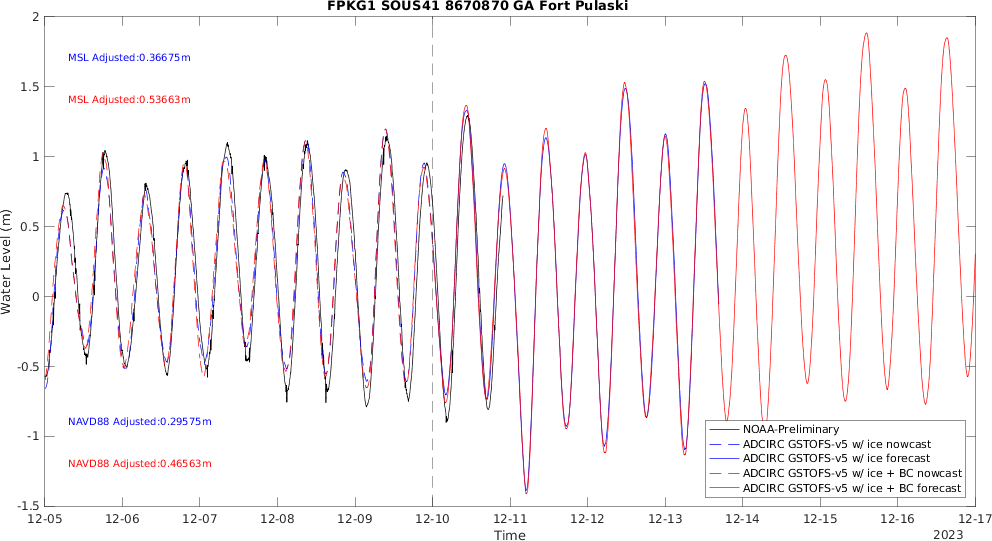 FPKG1 SOUS41 8670870 GA Fort Pulaski
2
1.5
1
0.5
0
-0.5
-1
-1.5
Water Level (m)
MSL Adjusted:0.36675m
MSL Adjusted:0.53663m
NAVD88 Adjusted:0.29575m
NAVD88 Adjusted:0.46563m
NOAA-Preliminary
ADCIRC GSTOFS-v5 w/ ice nowcast
ADCIRC GSTOFS-v5 w/ ice forecast
ADCIRC GSTOFS-v5 w/ ice + BC nowcast
ADCIRC GSTOFS-v5 w/ ice + BC forecast
12-05 12-06 12-07 12-08 12-09 12-10 12-11 12-12 12-13 12-14 12-15 12-16 12-17
Time
2023